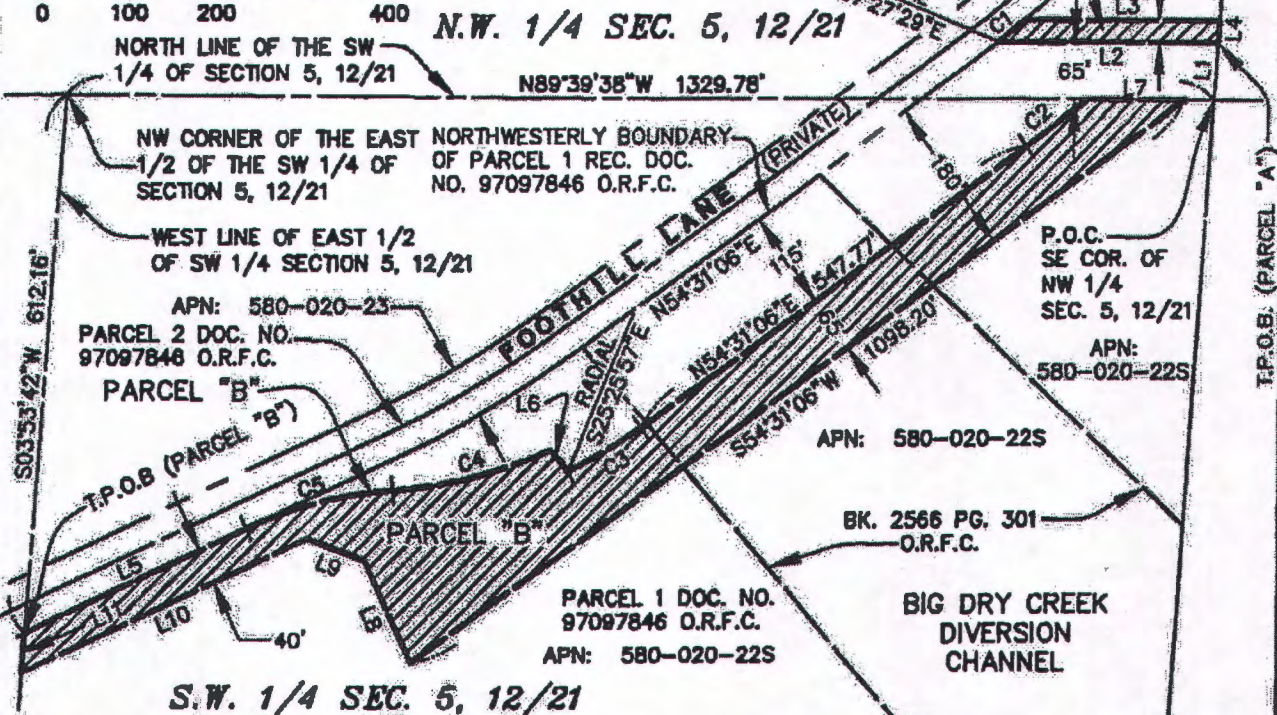 0 100 200 400
N.W. 1/4 SEC. 5, 12/21
27'29"E
C1
L3
L4
L2
L1
65'
L7
NORTH LINE OF THE SW
1/4 OF SECTION 5, 12/21
N89°39'38"W 1329.78'
NW CORNER OF THE EAST
1/2 OF THE SW 1/4 OF
SECTION 5, 12/21
NORTHWESTERLY BOUNDARY
OF PARCEL 1 REC. DOC.
NO. 97097846 O.R.F.C.
(PRIVATE)
C2
180'
WEST LINE OF EAST 1/2
OF SW 1/4 SECTION 5, 12/21
FOOTHILL LANE
N54°31'06"E
115'
P.O.C.
SE COR. OF
NW 1/4
SEC. 5, 12/21
T.P.O.B. (PARCEL "A")
S03°53'42"W 612.16'
APN: 580-020-23
PARCEL 2 DOC. NO.
97097846 O.R.F.C.
PARCEL "B"
N54°31'06"E 547.77'
65'
1098.20'
S54°31'06"W
APN:
580-020-22S
RADIAL
S25°25'57"E
L6
APN: 580-020-22S
T.P.O.B (PARCEL "B")
C5
C4
C3
PARCEL "B"
BK. 2566 PG. 301
O.R.F.C.
L5
L9
L8
L11
L10
40'
PARCEL 1 DOC. NO.
97097846 O.R.F.C.
APN: 580-020-22S
BIG DRY CREEK
DIVERSION
CHANNEL
S.W. 1/4 SEC. 5, 12/21